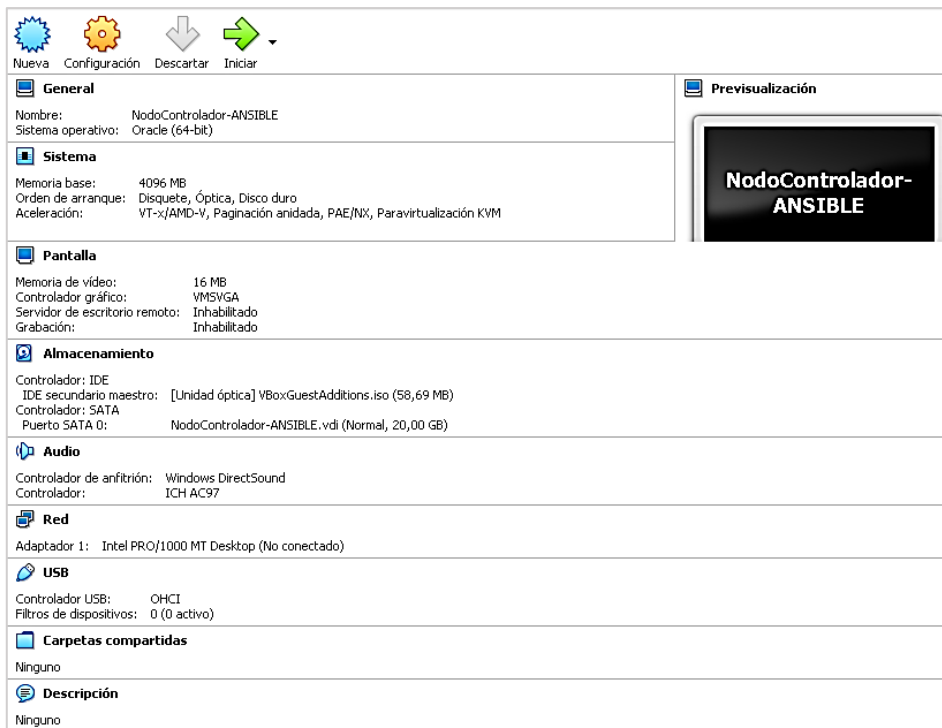 Nueva Configuración Descartar Iniciar
General
Nombre: NodoControlador-ANSIBLE
Sistema operativo: Oracle (64-bit)
Previsualización
NodoControlador-
ANSIBLE
Sistema
Memoria base: 4096 MB
Orden de arranque: Disquete, Óptica, Disco duro
Aceleración: VT-x/AMD-V, Paginación anidada, PAE/NX, Paravirtualización KVM
Pantalla
Memoria de vídeo: 16 MB
Controlador gráfico: VMSVGA
Servidor de escritorio remoto: Inhabilitado
Grabación: Inhabilitado
Almacenamiento
Controlador: IDE
IDE secundario maestro: [Unidad óptica] VBoxGuestAdditions.iso (58,69 MB)
Controlador: SATA
Puerto SATA 0: NodoControlador-ANSIBLE.vdi (Normal, 20,00 GB)
Audio
Controlador de anfitrión: Windows DirectSound
Controlador: ICH AC97
Red
Adaptador 1: Intel PRO/1000 MT Desktop (No conectado)
USB
Controlador USB: OHCI
Filtros de dispositivos: 0 (0 activo)
Carpetas compartidas
Ninguno
Descripción
Ninguno